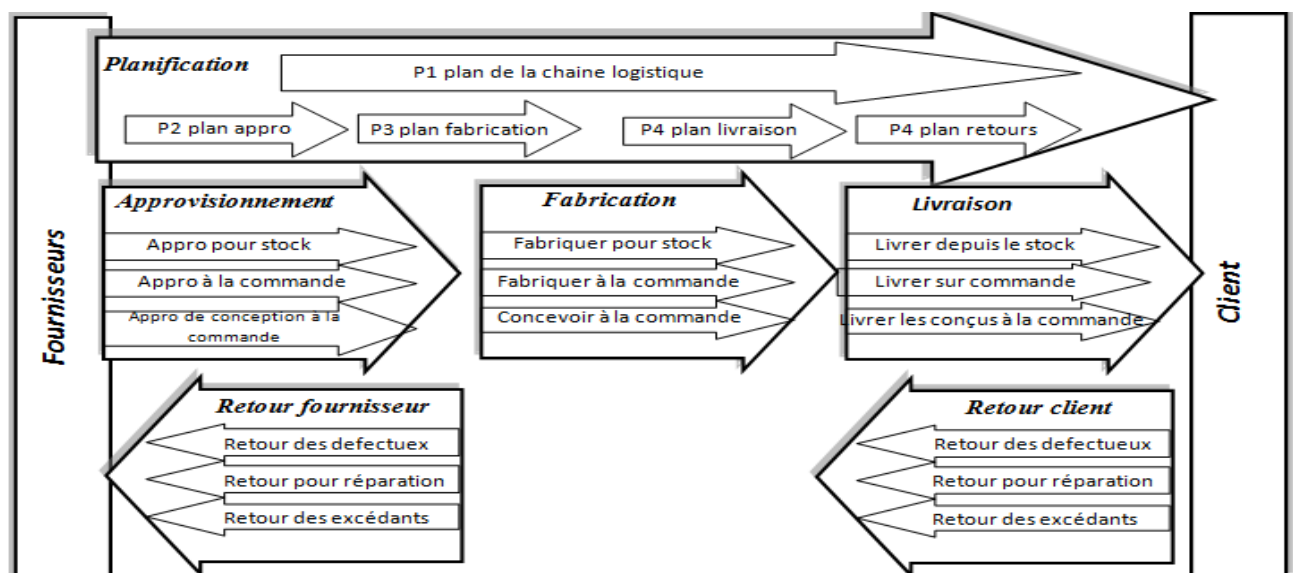 Fournisseurs
Planification
P1 plan de la chaine logistique
P2 plan appro
P3 plan fabrication
P4 plan livraison
P4 plan retours
Approvisionnement
Appro pour stock
Appro à la commande
Appro de conception à la
commande
Fabrication
Fabriquer pour stock
Fabriquer à la commande
Concevoir à la commande
Livraison
Livrer depuis le stock
Livrer sur commande
Livrer les conçus à la commande
Retour fournisseur
Retour des defectuex
Retour pour réparation
Retour des excédants
Retour client
Retour des defectueux
Retour pour réparation
Retour des excédants
Client